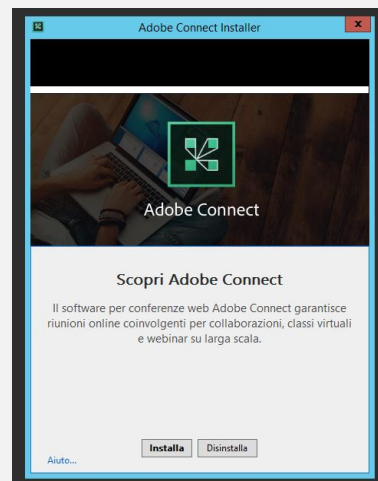 Adobe Connect Installer
x
Adobe Connect
Scopri Adobe Connect
Il software per conferenze web Adobe Connect garantisce
riunioni online coinvolgenti per collaborazioni, classi virtuali
e webinar su larga scala.
Installa Disinstalla
Aiuto...